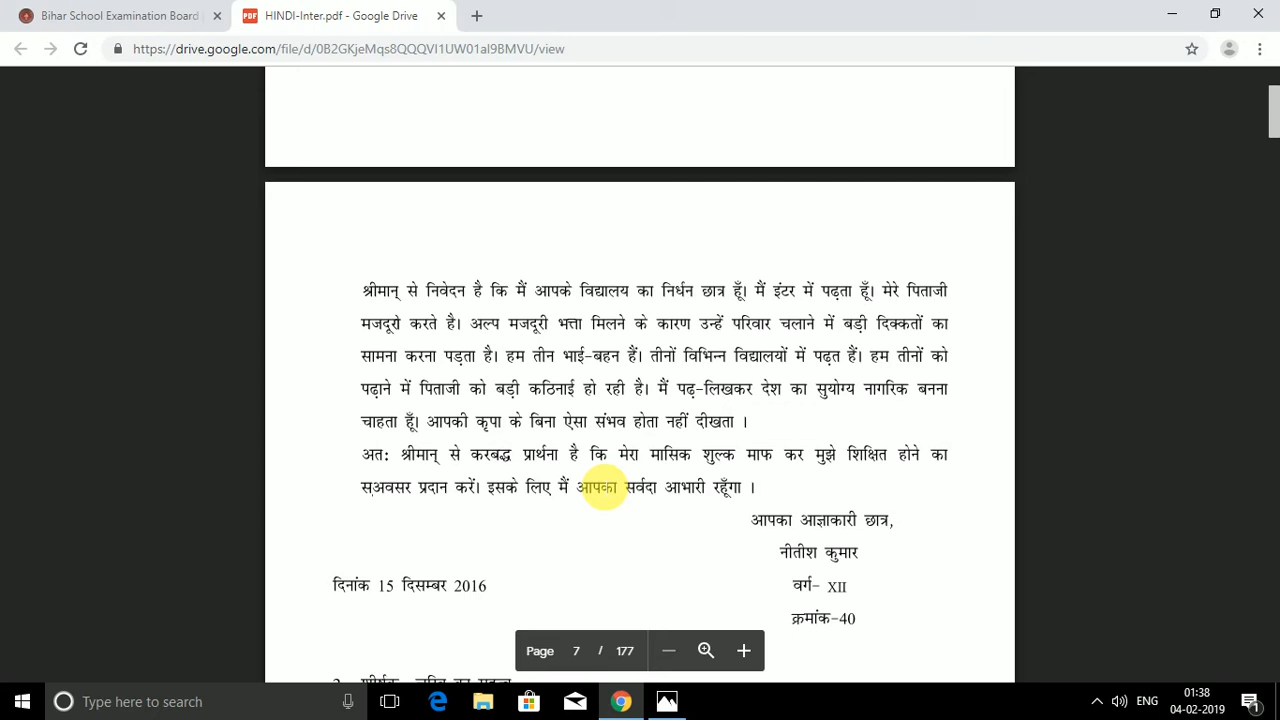 Bihar School Examination Board
HINDI-Inter.pdf - Google Drive
https://drive.google.com/file/d/0B2GKjeMqs8QQQVI1UW01aI9BMVU/view
श्रीमान् से निवेदन है कि मैं आपके विद्यालय का निर्धन छात्र हूँ। मैं इंटर में पढ़ता हूँ। मेरे पिताजी
मजदूरी करते है। अल्प मजदूरी भत्ता मिलने के कारण उन्हें परिवार चलाने में बड़ी दिक्कतों का
सामना करना पड़ता है। हम तीन भाई-बहन हैं। तीनों विभिन्न विद्यालयों में पढ़त हैं। हम तीनों को
पढ़ाने में पिताजी को बड़ी कठिनाई हो रही है। मैं पढ़-लिखकर देश का सुयोग्य नागरिक बनना
चाहता हूँ। आपकी कृपा के बिना ऐसा संभव होता नहीं दीखता ।
अत: श्रीमान् से करबद्ध प्रार्थना है कि मेरा मासिक शुल्क माफ कर मुझे शिक्षित होने का
सुअवसर प्रदान करें। इसके लिए मैं आपका सर्वदा आभारी रहूँगा ।
आपका आज्ञाकारी छात्र,
नीतीश कुमार
दिनांक 15 दिसम्बर 2016 वर्ग- XII
क्रमांक-40
Page 7 / 177
Type here to search
ENG
01:38
04-02-2019